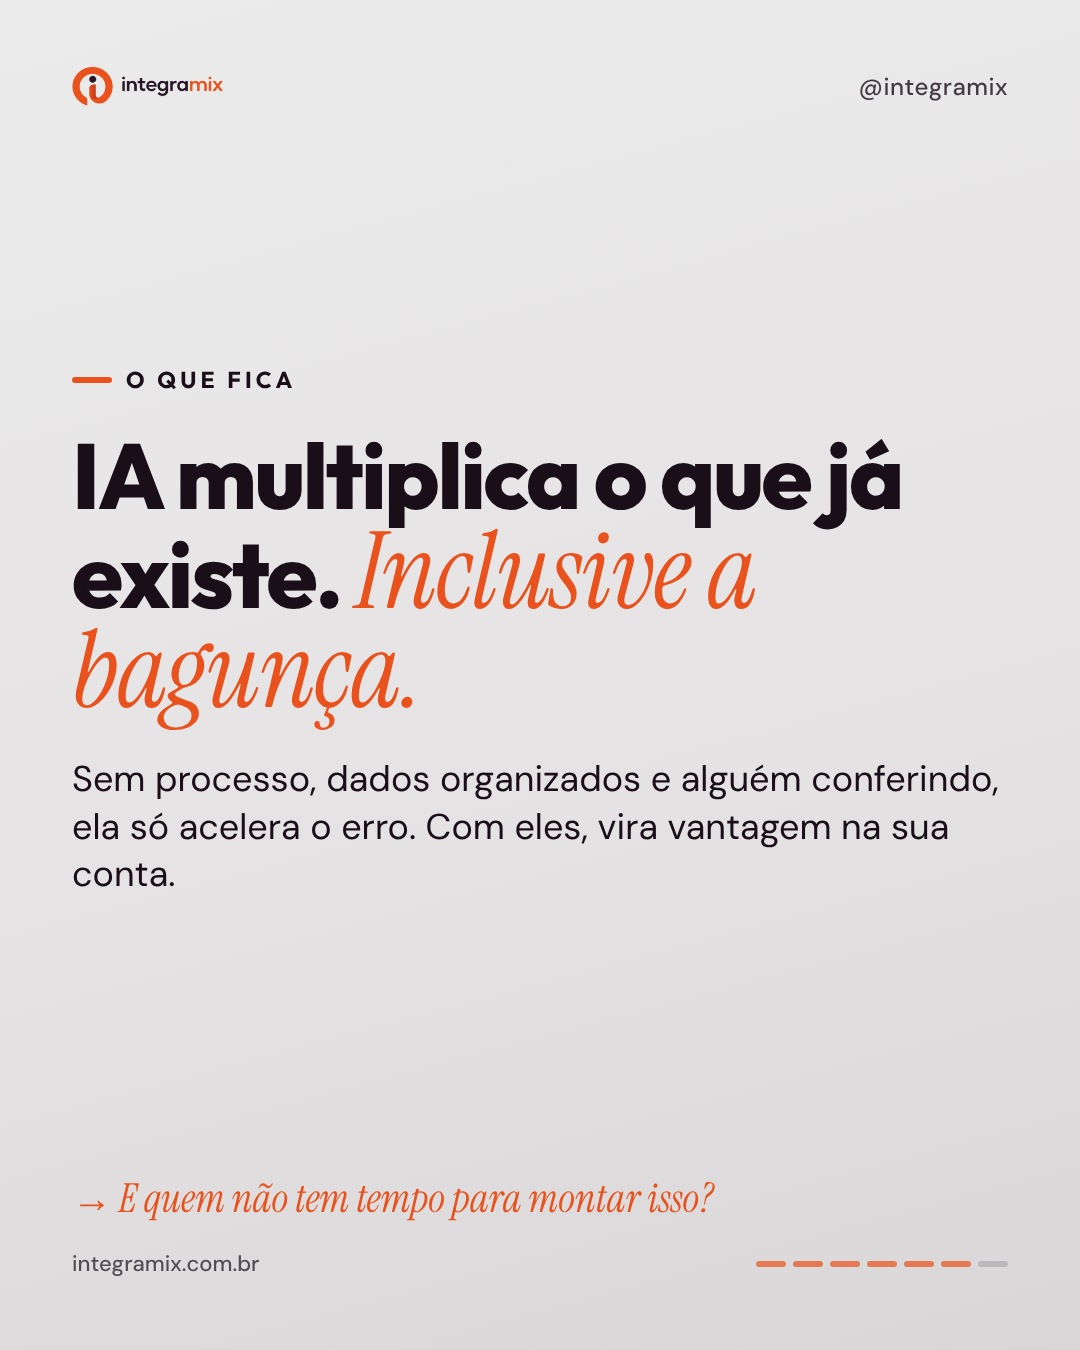 integramix
@integramix
O QUE FICA
IA multiplica o que já
existe. Inclusive a
bagunça.
Sem processo, dados organizados e alguém conferindo,
ela só acelera o erro. Com eles, vira vantagem na sua
conta.
→ E quem não tem tempo para montar isso?
integramix.com.br